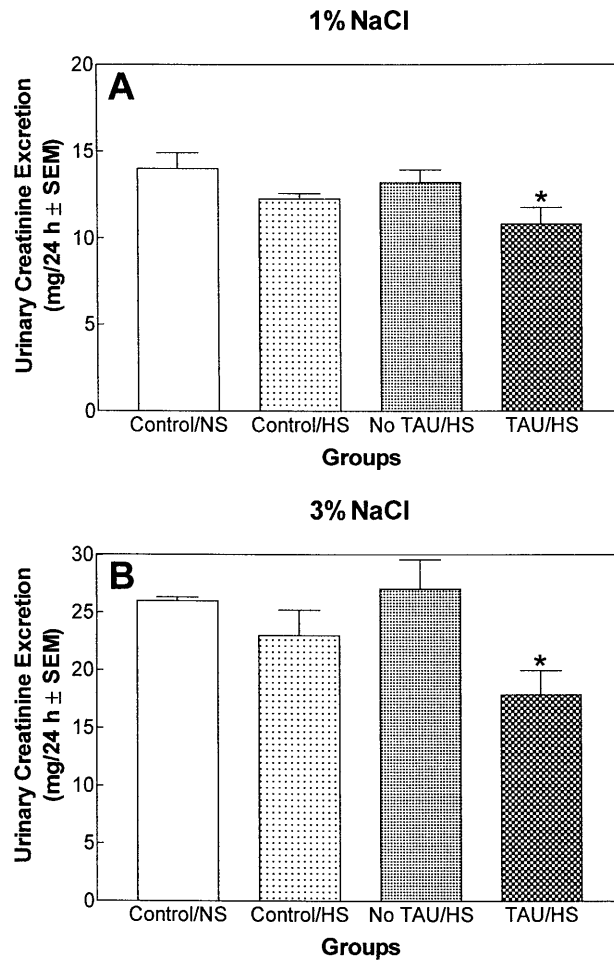 1% NaCl
A
Urinary Creatinine Excretion
(mg/24 h ± SEM)
20
15
10
5
0
*
Control/NS Control/HS No TAU/HS TAU/HS
Groups
3% NaCl
B
Urinary Creatinine Excretion
(mg/24 h ± SEM)
30
25
20
15
10
5
0
*
Control/NS Control/HS No TAU/HS TAU/HS
Groups